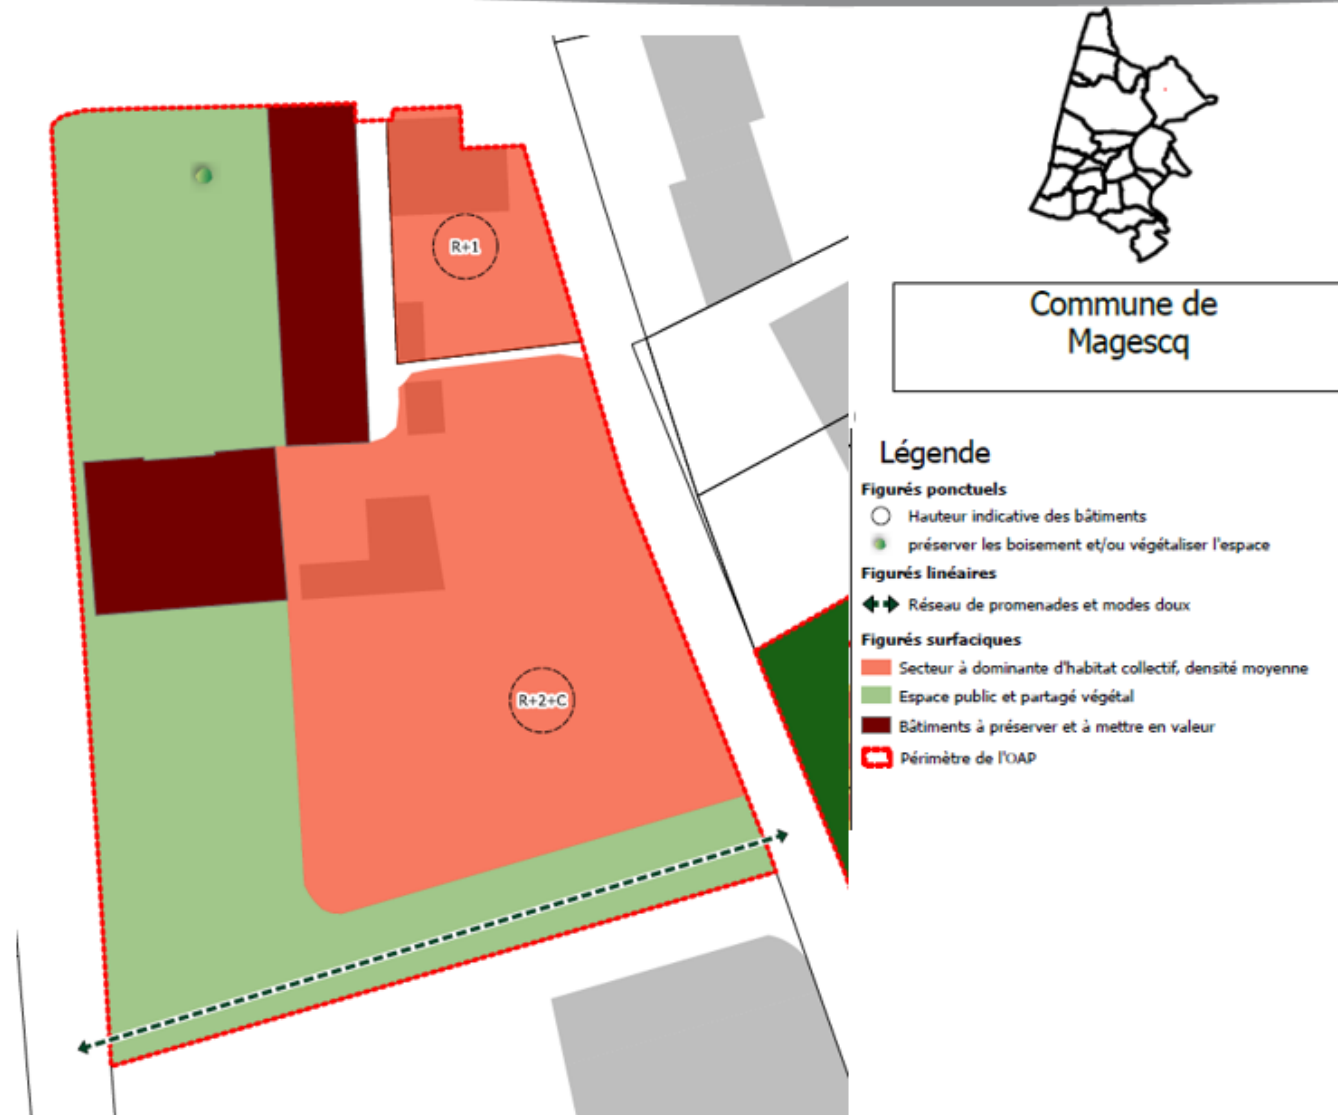 R+1
R+2+C
Commune de
Magescq
Légende
Figurés ponctuels
Hauteur indicative des bâtiments
préserver les boisement et/ou végétaliser l'espace
Figurés linéaires
Réseau de promenades et modes doux
Figurés surfaciques
Secteur à dominante d'habitat collectif, densité moyenne
Espace public et partagé végétal
Bâtiments à préserver et à mettre en valeur
Périmètre de l'OAP